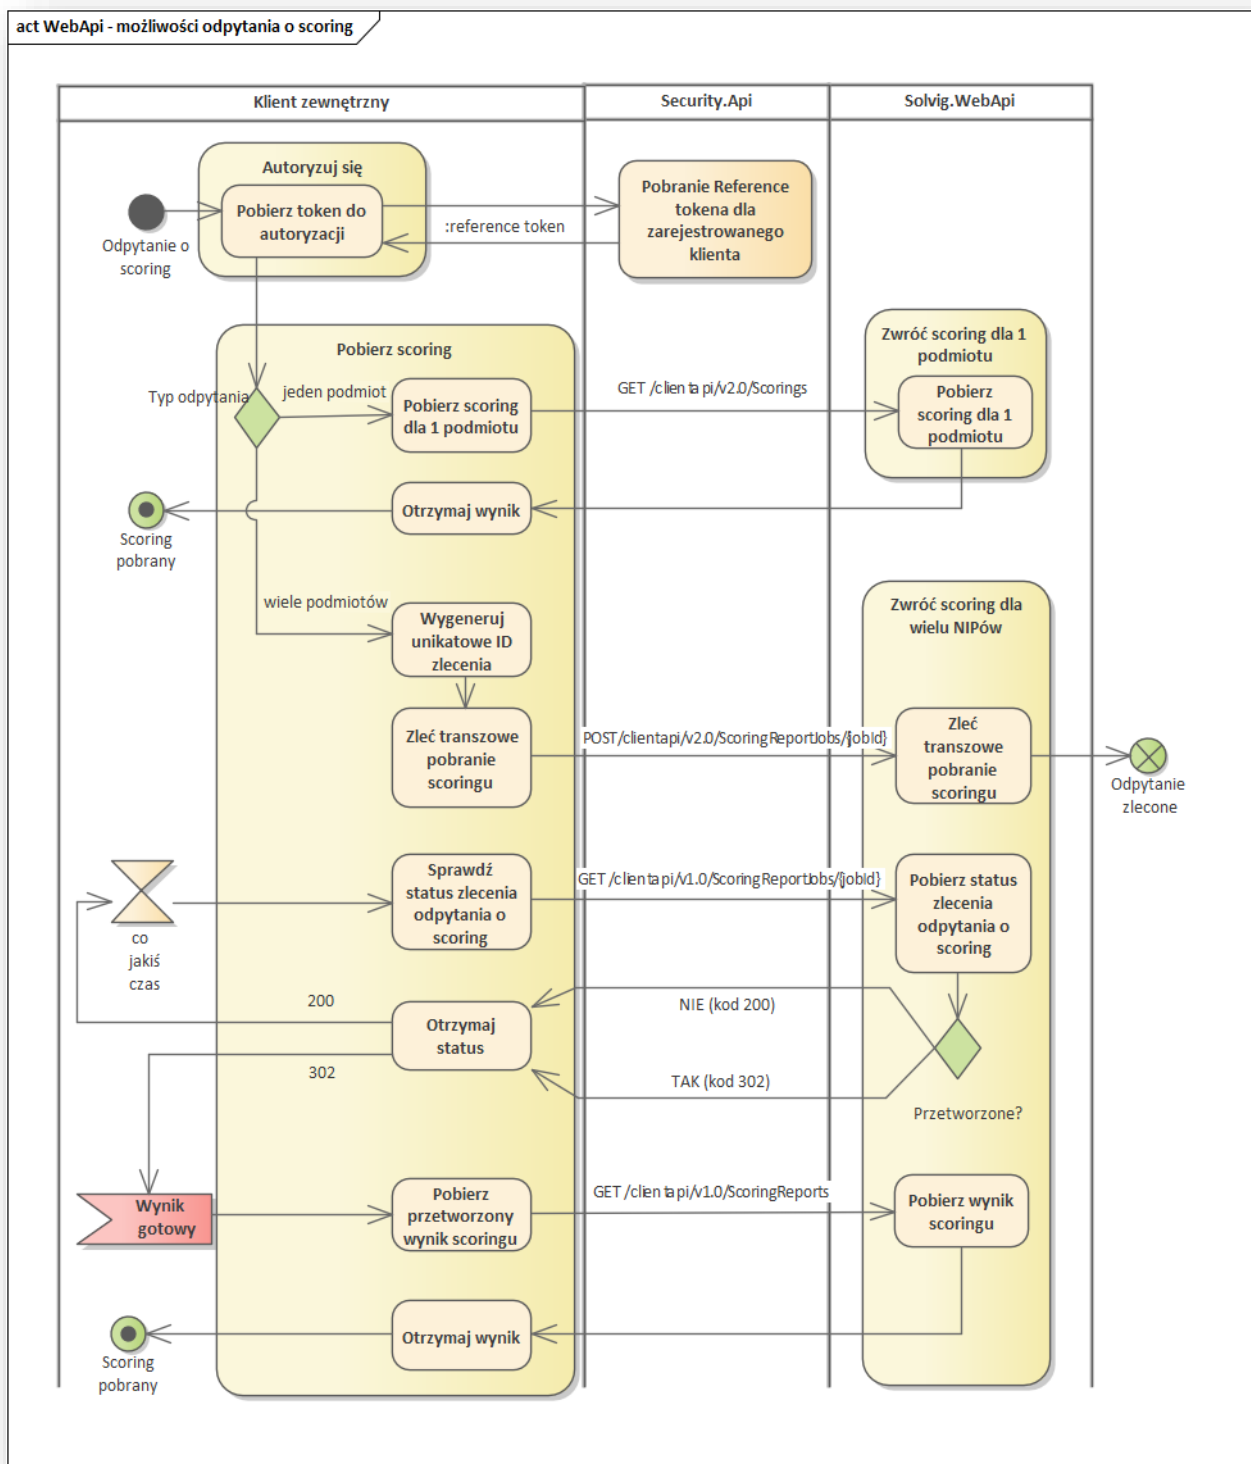 act WebApi - możliwości odpytania o scoring
Klient zewnętrzny
Security.Api
Solvig.WebApi
Autoryzuj się
Pobierz token do
autoryzacji
Odpytanie o
scoring
:reference token
Pobranie Reference
tokena dla
zarejestrowanego
klienta
Pobierz scoring
Typ odpytania
jeden podmiot
Pobierz scoring
dla 1 podmiotu
GET /clientapi/v2.0/Scorings
Zwróć scoring dla 1
podmiotu
Pobierz
scoring dla 1
podmiotu
Otrzymaj wynik
Scoring
pobrany
wiele podmiotów
Wygeneruj
unikatowe ID
zlecenia
Zwróć scoring dla
wielu NIPów
Zleć transzowe
pobranie
scoringu
POST/clientapi/v2.0/ScoringReportJobs/{jobId}
Zleć
transzowe
pobranie
scoringu
Odpytanie
zlecone
co
jakiś
czas
Sprawdź
status zlecenia
odpytania o
scoring
GET /clientapi/v1.0/ScoringReportJobs/{jobId}
Pobierz status
zlecenia
odpytania o
scoring
200
Otrzymaj
status
302
NIE (kod 200)
TAK (kod 302)
Przetworzone?
Wynik
gotowy
Pobierz
przetworzony
wynik scoringu
GET /clientapi/v1.0/ScoringReports
Pobierz wynik
scoringu
Otrzymaj wynik
Scoring
pobrany